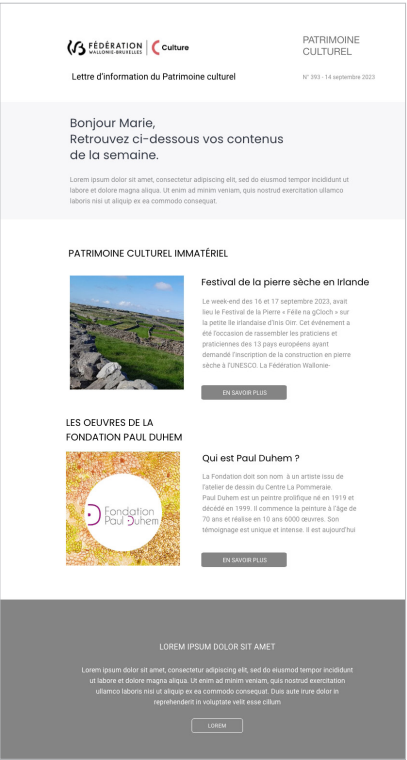 FÉDÉRATION
WALLONIE-BRUXELLES
Culture
PATRIMOINE
CULTUREL
Lettre d'information du Patrimoine culturel
N° 393 - 14 septembre 2023
Bonjour Marie,
Retrouvez ci-dessous vos contenus
de la semaine.
Lorem ipsum dolor sit amet, consectetur adipiscing elit, sed do eiusmod tempor incididunt ut
labore et dolore magna aliqua. Ut enim ad minim veniam, quis nostrud exercitation ullamco
laboris nisi ut aliquip ex ea commodo consequat.
PATRIMOINE CULTUREL IMMATÉRIEL
Festival de la pierre sèche en Irlande
Le week-end des 16 et 17 septembre 2023, avait
lieu le Festival de la Pierre « Féile na gCloch » sur
la petite île irlandaise d'Inis Oírr. Cet événement a
été l'occasion de rassembler les praticiens et
praticiennes des 13 pays européens ayant
demandé l'inscription de la construction en pierre
sèche à l'UNESCO. La Fédération Wallonie-
EN SAVOIR PLUS
LES OEUVRES DE LA
FONDATION PAUL DUHEM
Fondation
Paul Duhem
Qui est Paul Duhem ?
La Fondation doit son nom à un artiste issu de
l'atelier de dessin du Centre La Pommeraie.
Paul Duhem est un peintre prolifique né en 1919 et
décédé en 1999. Il commence la peinture à l'âge de
70 ans et réalise en 10 ans 6000 œuvres. Son
témoignage est unique et intense. Il est aujourd'hui
EN SAVOIR PLUS
LOREM IPSUM DOLOR SIT AMET
Lorem ipsum dolor sit amet, consectetur adipiscing elit, sed do eiusmod tempor incididunt
ut labore et dolore magna aliqua. Ut enim ad minim veniam, quis nostrud exercitation
ullamco laboris nisi ut aliquip ex ea commodo consequat. Duis aute irure dolor in
reprehenderit in voluptate velit esse cillum
LOREM